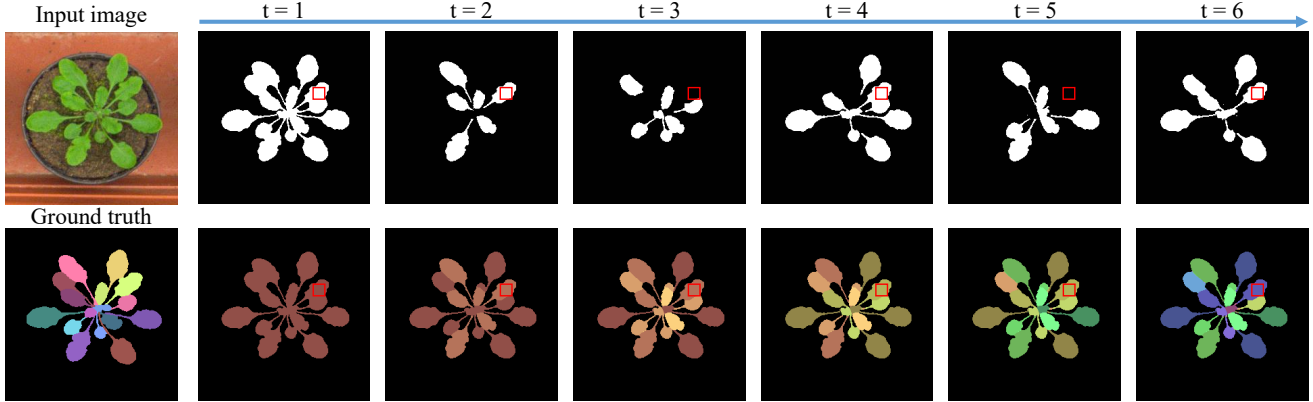 Input image
t = 1
t = 2
t = 3
t = 4
t = 5
t = 6
Ground truth